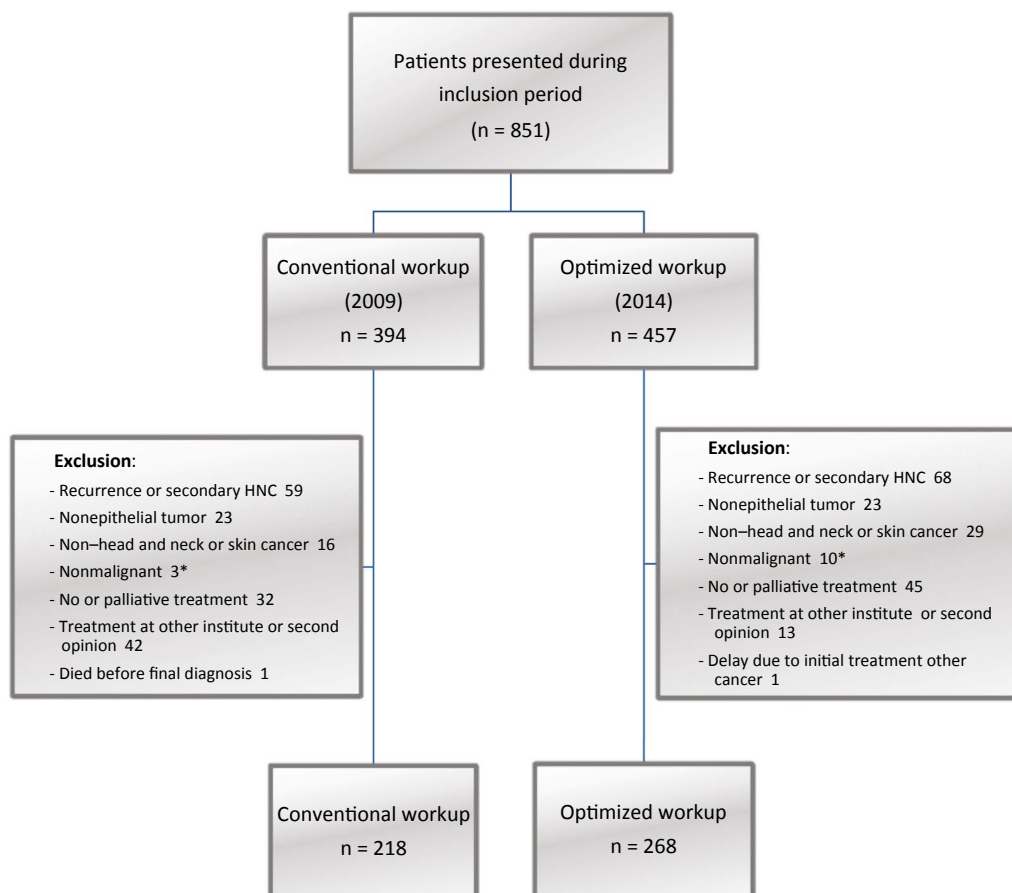 Patients presented during
inclusion period
(n = 851)
Conventional workup
(2009)
n = 394
Optimized workup
(2014)
n = 457
Exclusion:
- Recurrence or secondary HNC 59
- Nonepithelial tumor 23
- Non–head and neck or skin cancer 16
- Nonmalignant 3*
- No or palliative treatment 32
- Treatment at other institute or second
opinion 42
- Died before final diagnosis 1
Exclusion:
- Recurrence or secondary HNC 68
- Nonepithelial tumor 23
- Non–head and neck or skin cancer 29
- Nonmalignant 10*
- No or palliative treatment 45
- Treatment at other institute or second
opinion 13
- Delay due to initial treatment other
cancer 1
Conventional workup
n = 218
Optimized workup
n = 268